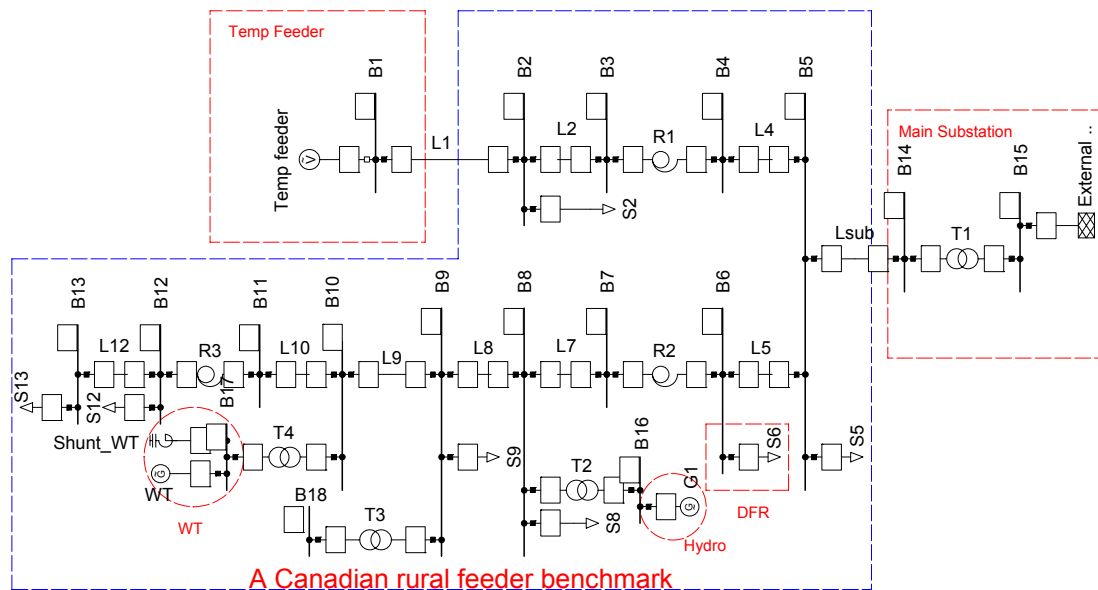 Temp Feeder
B1
B2
B3
B4
B5
Temp feeder
V
L1
L2
R1
L4
S2
Main Substation
B14
B15
External ..
Lsub
T1
B13
B12
B11
B10
B9
B8
B7
B6
L12
R3
L10
L9
L8
L7
R2
L5
S13
S12
B17
Shunt_WT
T4
WT
G
WT
B18
T3
S9
T2
B16
S8
G1
G
Hydro
S6
DFR
S5
A Canadian rural feeder benchmark